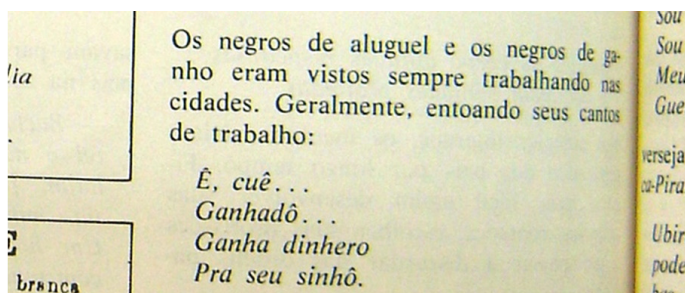 Os negros de aluguel e os negros de ga-
nho eram vistos sempre trabalhando nas
cidades. Geralmente, entoando seus cantos
de trabalho:
Ê, cuê...
Ganhadô...
Ganha dinhero
Pra seu sinhô.
lia
E
branca
Sou
Sou
Meu
Gue
verseja
ca-Pira
Ubir
pode